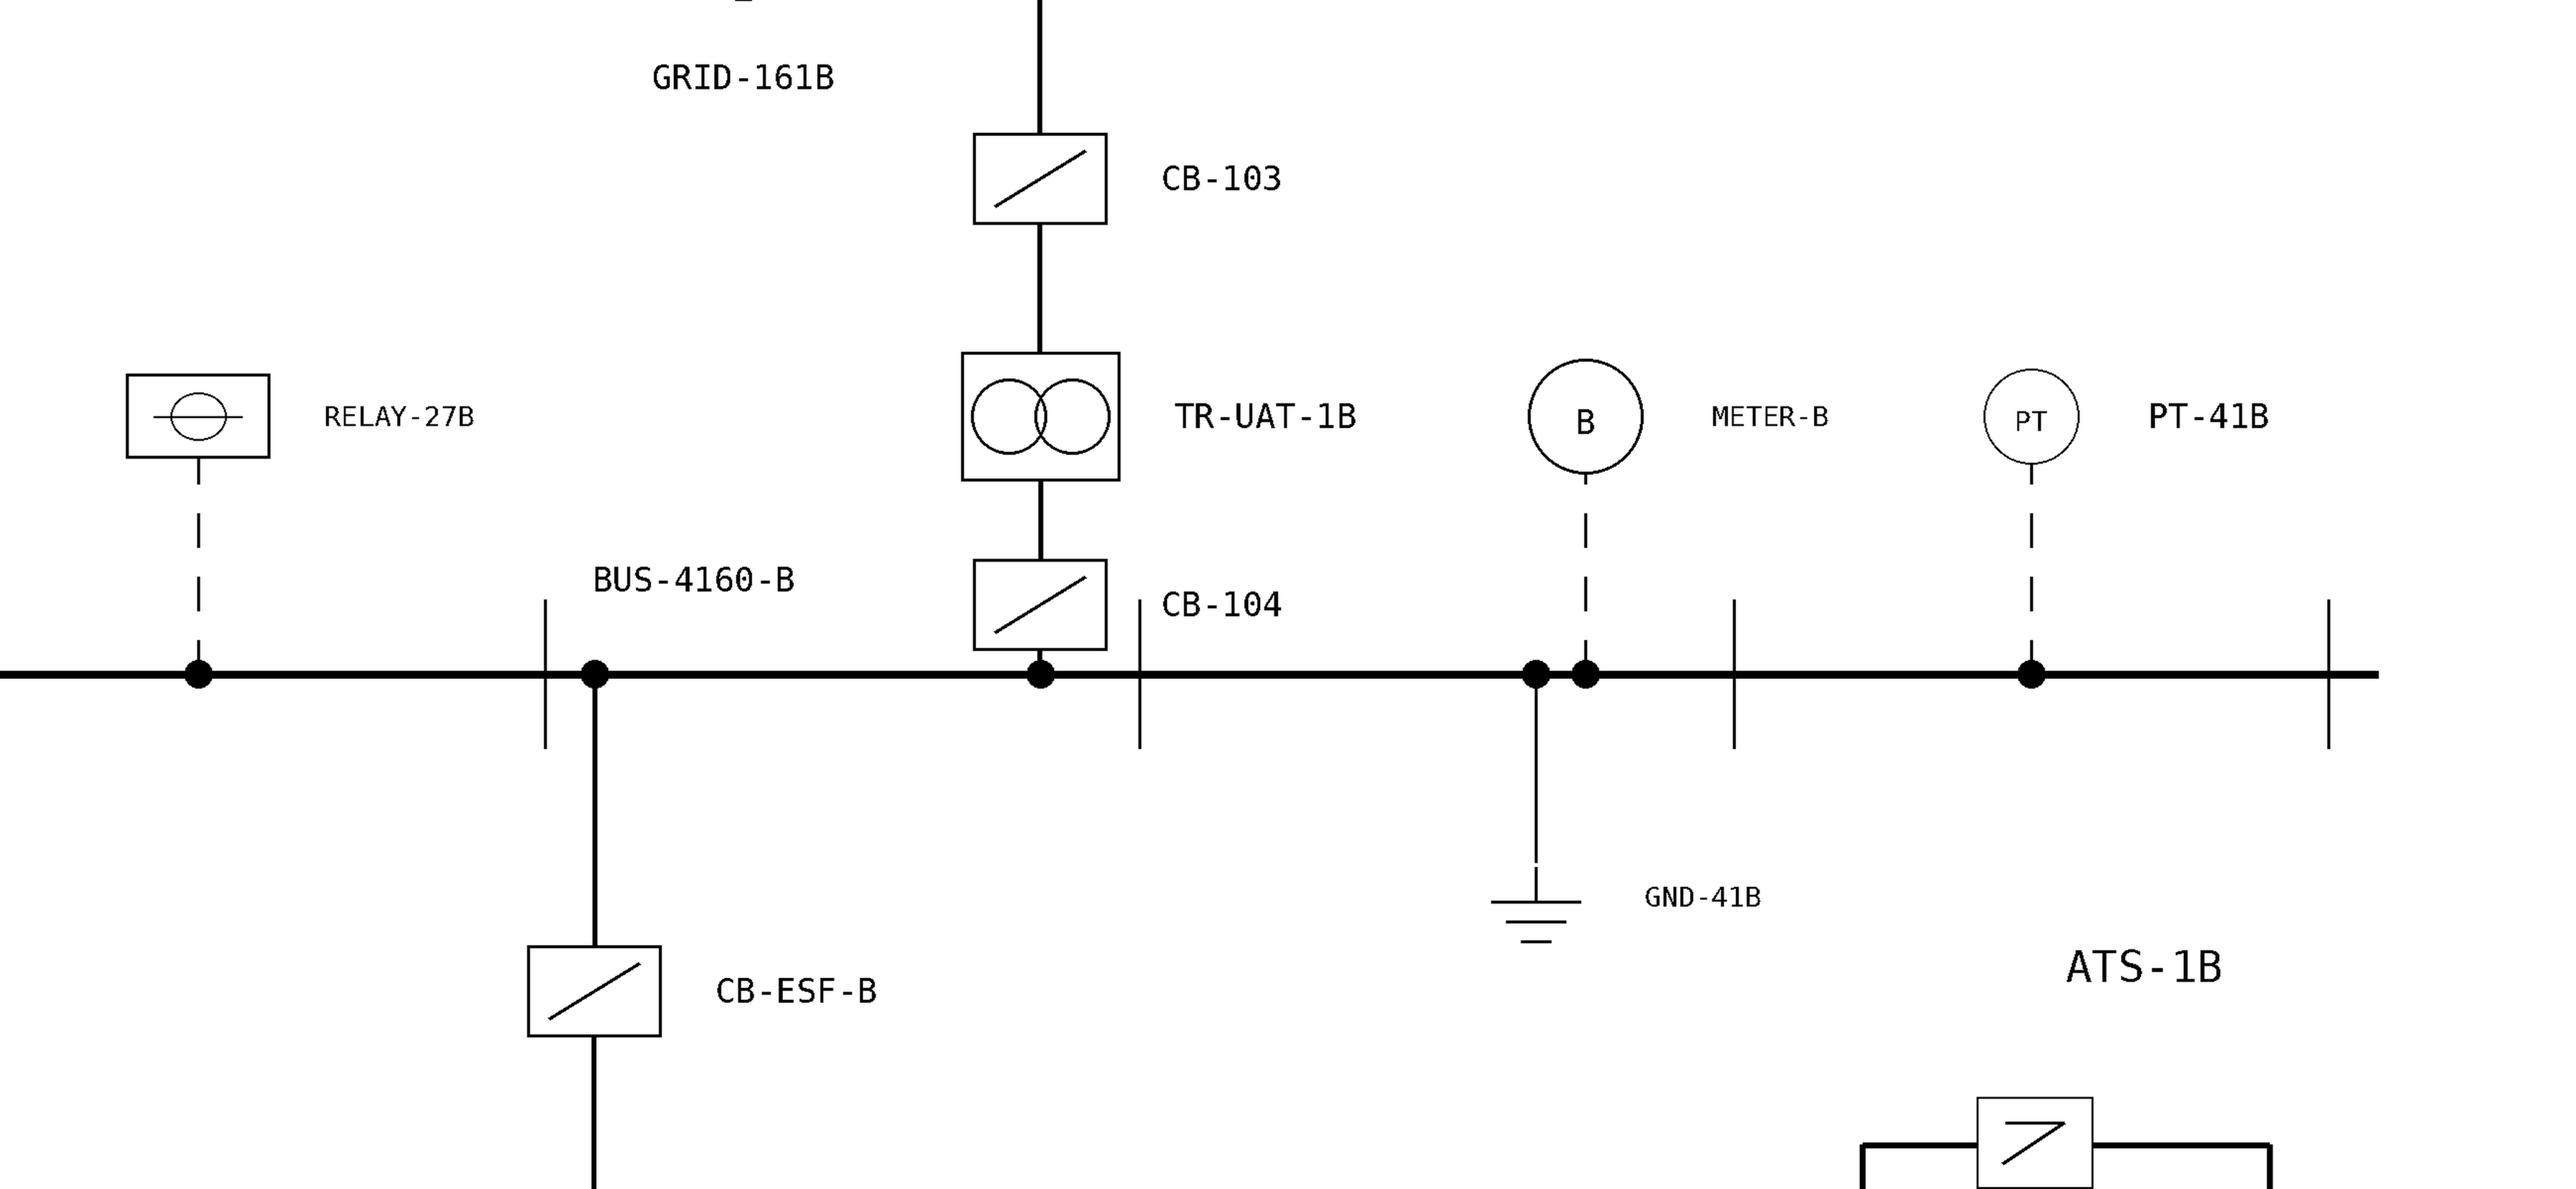 GRID-161B
CB-103
RELAY-27B
TR-UAT-1B
B
METER-B
PT
PT-41B
BUS-4160-B
CB-104
GND-41B
ATS-1B
CB-ESF-B